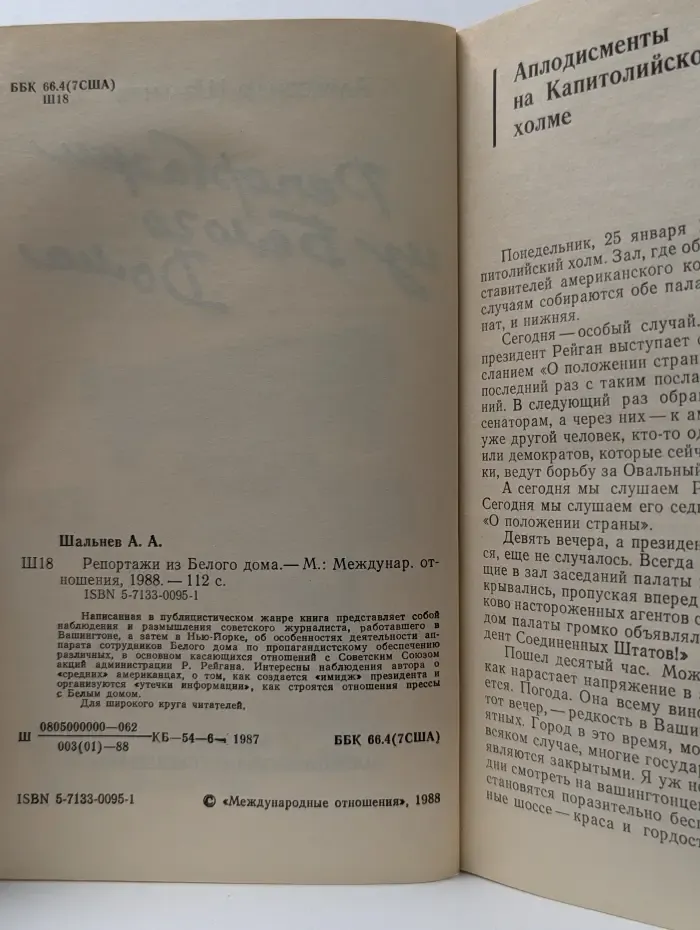 ББК 66.4(7США)
Ш18
Шальнев А. А.
Ш18 Репортажи из Белого дома.— М.: Междунар. от-
ношения, 1988. — 112 с.
ISBN 5-7133-0095-1
Написанная в публицистическом жанре книга представляет собой
наблюдения и размышления советского журналиста, работавшего в
Вашингтоне, а затем в Нью-Йорке, об особенностях деятельности ап-
парата сотрудников Белого дома по пропагандистскому обеспечению
различных, в основном касающихся отношений с Советским Союзом
акций администрации Р. Рейгана. Интересны наблюдения автора о
«средних» американцах, о том, как создается «имидж» президента и
организуются «утечки информации», как строятся отношения прессы
с Белым домом.
Для широкого круга читателей,
Ш 0805000000—062
003(01)—88 КБ—54—6— 1987 ББК 66.4(7США)
ISBN 5-7133-0095-1 © «Международные отношения», 1988
Аплодисменты
на Капитолийско
холме
Понедельник, 25 января
питолийский холм. Зал, где об
ставителей американского ко
случаям собираются обе пала
нат, и нижняя.
Сегодня — особый случай.
президент Рейган выступает с
сланием «О положении стран
последний раз с таким посла
ний. В следующий раз обра
сенаторам, а через них — к ам
уже другой человек, кто-то од
или демократов, которые сейч
ки, ведут борьбу за Овальный
А сегодня мы слушаем Р
Сегодня мы слушаем его седь
«О положении страны».
Девять вечера, а президен
ся, еще не случалось. Всегда
щие в зал заседаний палаты
крывались, пропуская вперед
ково настороженных агентов с
дом палаты громко объявлял
дент Соединенных Штатов!»
Пошел десятый час. Мож
как нарастает напряжение в
ется. Погода. Она всему вино
тот вечер, — редкость в Вашин
ятных. Город в это время, мо
всяком случае, многие государ
являются закрытыми. Я уж не
дни смотреть на вашингтонцев
становятся поразительно бесп
ные шоссе — краса и гордост